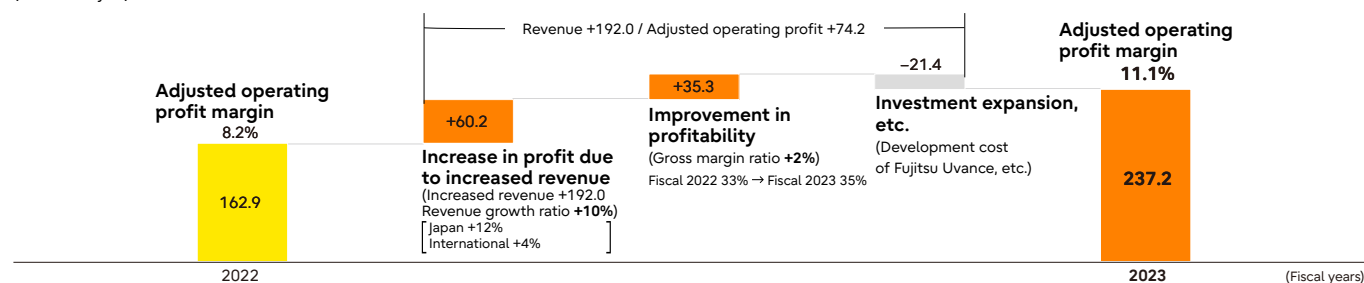 Revenue +192.0 / Adjusted operating profit +74.2
Adjusted operating
profit margin
8.2%
162.9
2022
+60.2
Increase in profit due
to increased revenue
(Increased revenue +192.0
Revenue growth ratio +10%)
Japan +12%
International +4%
+35.3
Improvement in
profitability
(Gross margin ratio +2%)
Fiscal 2022 33% → Fiscal 2023 35%
−21.4
Investment expansion,
etc.
(Development cost
of Fujitsu Uvance, etc.)
Adjusted operating
profit margin
11.1%
237.2
2023
(Fiscal years)